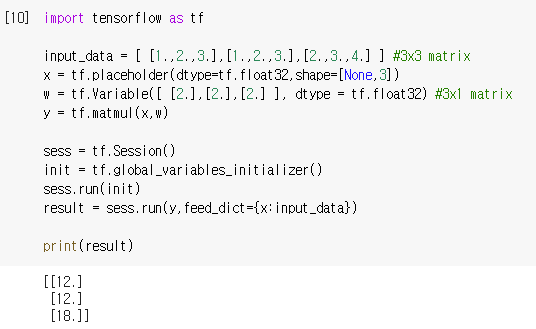 [10] import tensorflow as tf
input_data = [ [1.,2.,3.],[1.,2.,3.],[2.,3.,4.] ] #3x3 matrix
x = tf.placeholder(dtype=tf.float32,shape=[None,3])
w = tf.Variable([ [2.],[2.],[2.] ], dtype = tf.float32) #3x1 matrix
y = tf.matmul(x,w)
sess = tf.Session()
init = tf.global_variables_initializer()
sess.run(init)
result = sess.run(y,feed_dict={x:input_data})
print(result)
[[12.]
[12.]
[18.]]